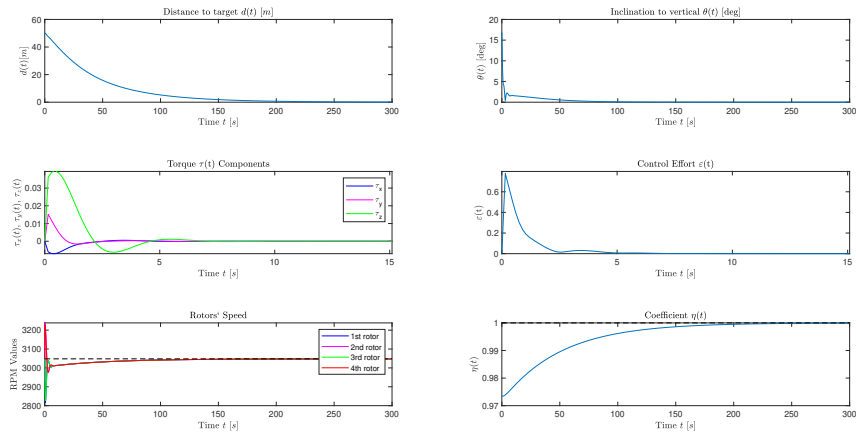 Distance to target d(t) [m]
60
40
20
0
d(t)[m]
0 50 100 150 200 250 300
Time t [s]
Inclination to vertical θ(t) [deg]
20
15
10
5
0
θ(t) [deg]
0 50 100 150 200 250 300
Time t [s]
Torque τ(t) Components
0.03
0.02
0.01
0
τx(t), τy(t), τz(t)
τx
τy
τz
0 5 10 15
Time t [s]
Control Effort ε(t)
0.6
0.4
0.2
0
ε(t)
0 5 10 15
Time t [s]
Rotors' Speed
3200
3100
3000
2900
2800
RPM Values
1st rotor
2nd rotor
3rd rotor
4th rotor
0 50 100 150 200 250 300
Time t [s]
Coefficient η(t)
1
0.99
0.98
0.97
η(t)
0 50 100 150 200 250 300
Time t [s]